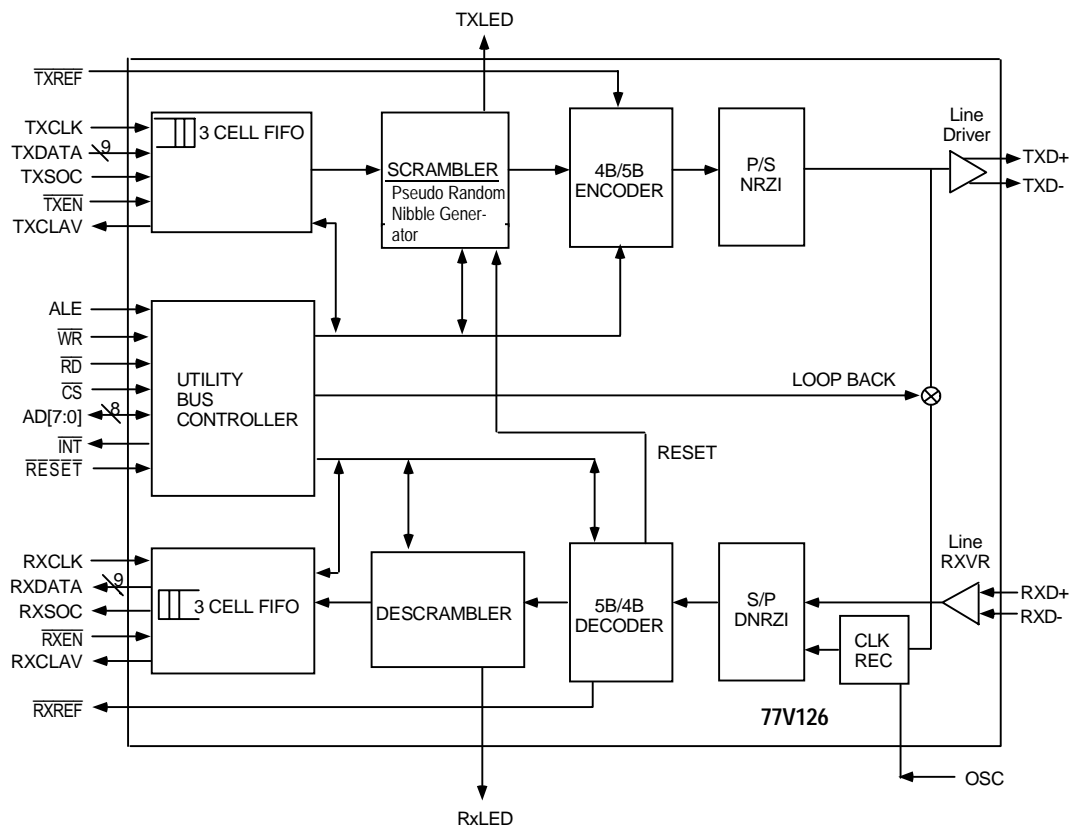 TXLED
TXREF
TXCLK
TXDATA
9
TXSOC
TXEN
TXCLAV
3 CELL FIFO
SCRAMBLER
Pseudo Random
Nibble Gener-
ator
4B/5B
ENCODER
P/S
NRZI
Line
Driver
TXD+
TXD-
ALE
WR
RD
CS
AD[7:0]
8
INT
RESET
UTILITY
BUS
CONTROLLER
LOOP BACK
RESET
RXCLK
RXDATA
9
RXSOC
RXEN
RXCLAV
RXREF
3 CELL FIFO
DESCRAMBLER
5B/4B
DECODER
S/P
DNRZI
CLK
REC
Line
RXVR
RXD+
RXD-
77V126
OSC
RxLED